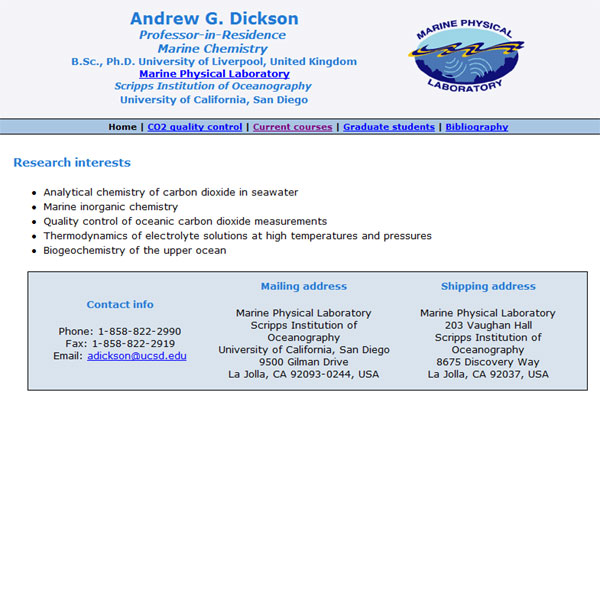 Andrew G. Dickson
Professor-in-Residence
Marine Chemistry
B.Sc., Ph.D. University of Liverpool, United Kingdom
Marine Physical Laboratory
Scripps Institution of Oceanography
University of California, San Diego
MARINE PHYSICAL
LABORATORY
Home | CO2 quality control | Current courses | Graduate students | Bibliography
Research interests
• Analytical chemistry of carbon dioxide in seawater
• Marine inorganic chemistry
• Quality control of oceanic carbon dioxide measurements
• Thermodynamics of electrolyte solutions at high temperatures and pressures
• Biogeochemistry of the upper ocean
Contact info
Phone: 1-858-822-2990
Fax: 1-858-822-2919
Email: adickson@ucsd.edu
Mailing address
Marine Physical Laboratory
Scripps Institution of
Oceanography
University of California, San Diego
9500 Gilman Drive
La Jolla, CA 92093-0244, USA
Shipping address
Marine Physical Laboratory
203 Vaughan Hall
Scripps Institution of
Oceanography
8675 Discovery Way
La Jolla, CA 92037, USA